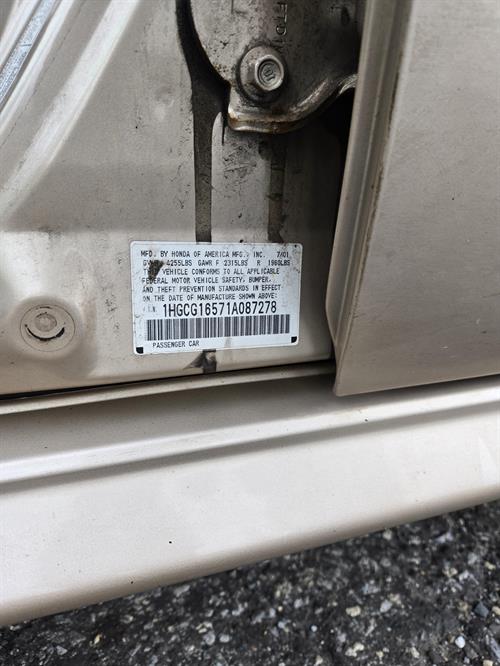 MFD. BY HONDA OF AMERICA MFG., INC. 7/01
4255LBS GAWR F 2315LBS R 1960LBS
THIS VEHICLE CONFORMS TO ALL APPLICABLE
FEDERAL MOTOR VEHICLE SAFETY, BUMPER,
AND THEFT PREVENTION STANDARDS IN EFFECT
ON THE DATE OF MANUFACTURE SHOWN ABOVE:
1HGCG16571A087278
PASSENGER CAR